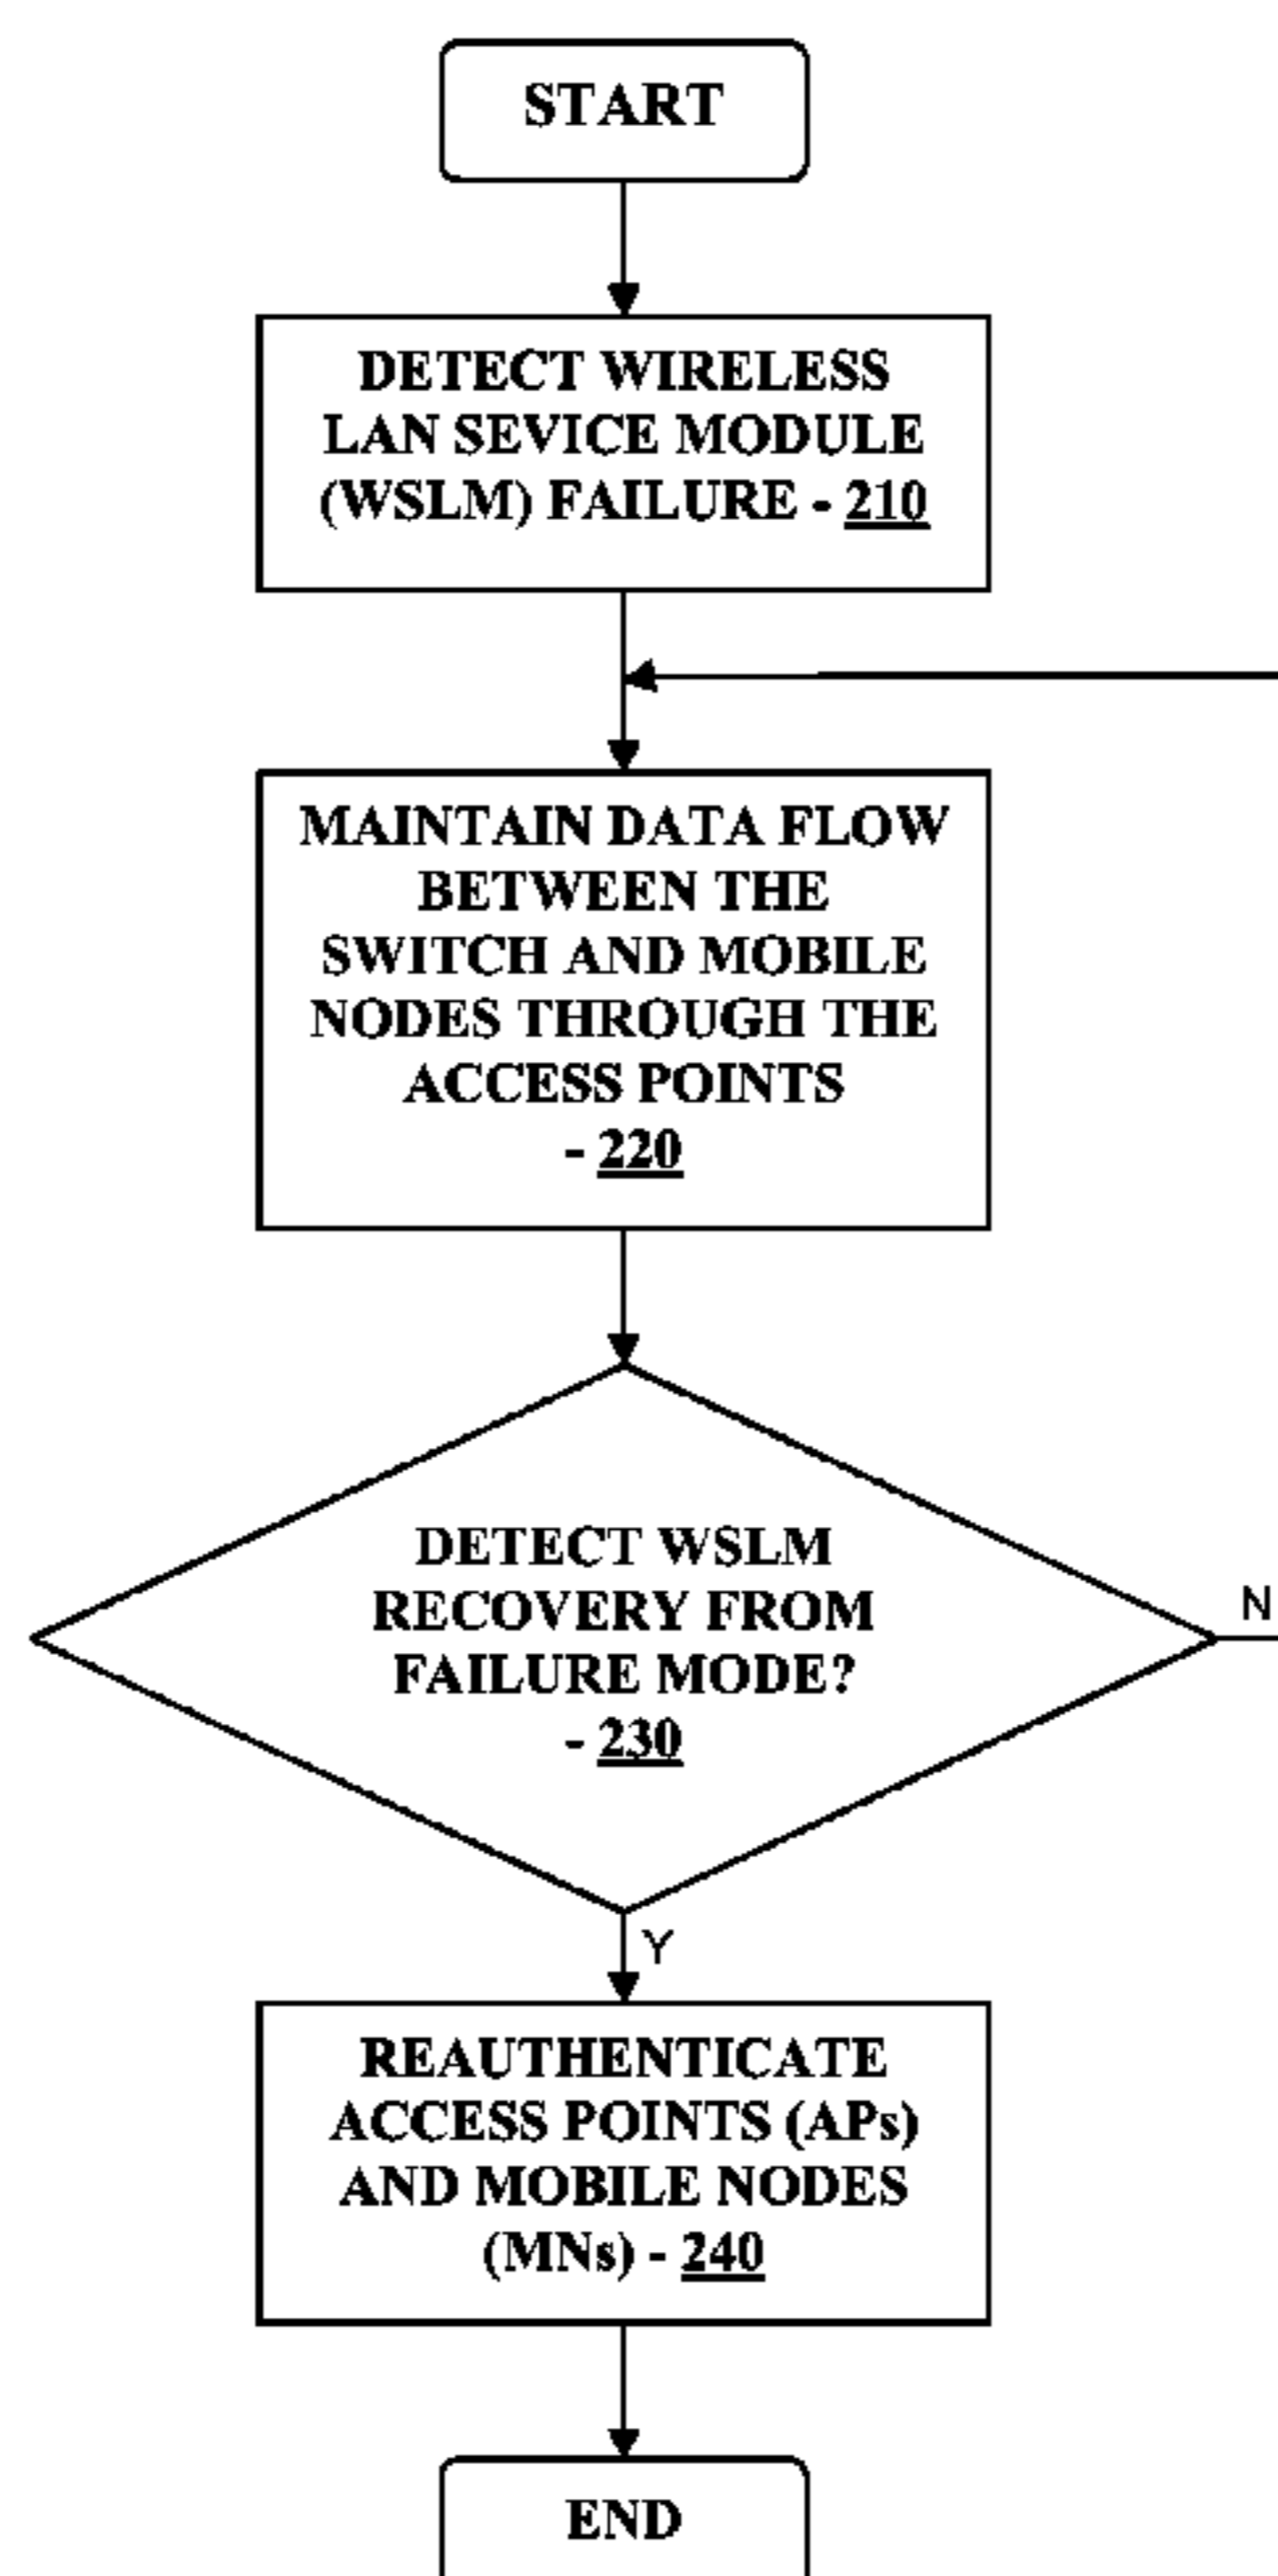 START
DETECT WIRELESS
LAN SEVICE MODULE
(WSLM) FAILURE - 210
MAINTAIN DATA FLOW
BETWEEN THE
SWITCH AND MOBILE
NODES THROUGH THE
ACCESS POINTS
- 220
DETECT WSLM
RECOVERY FROM
FAILURE MODE?
- 230
N
Y
REAUTHENTICATE
ACCESS POINTS (APs)
AND MOBILE NODES
(MNs) - 240
END